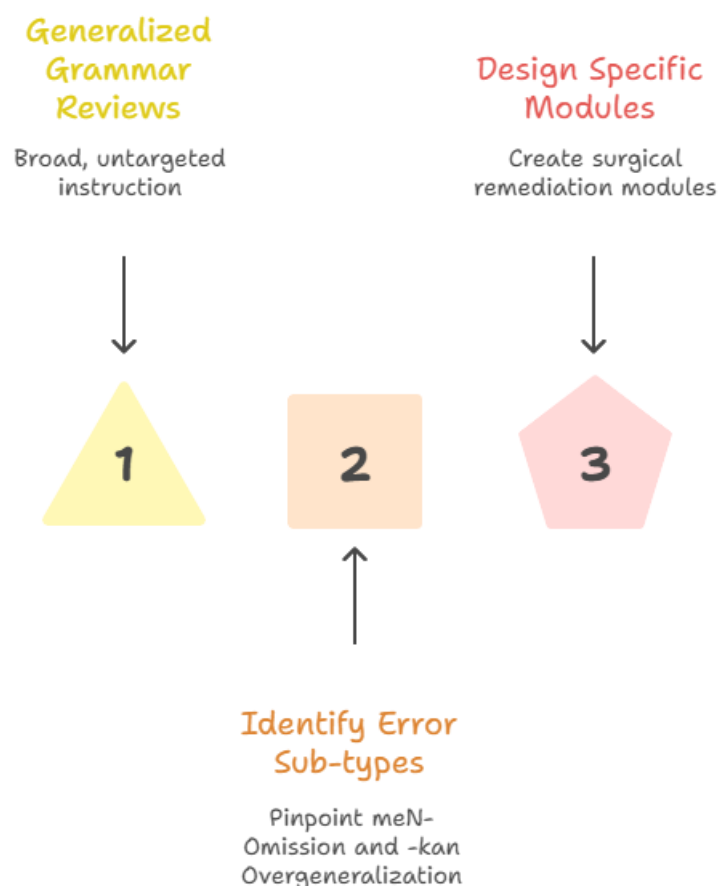 Generalized
Grammar
Reviews
Broad, untargeted
instruction
Design Specific
Modules
Create surgical
remediation modules
1
2
3
Identify Error
Sub-types
Pinpoint meN-
Omission and -kan
Overgeneralization